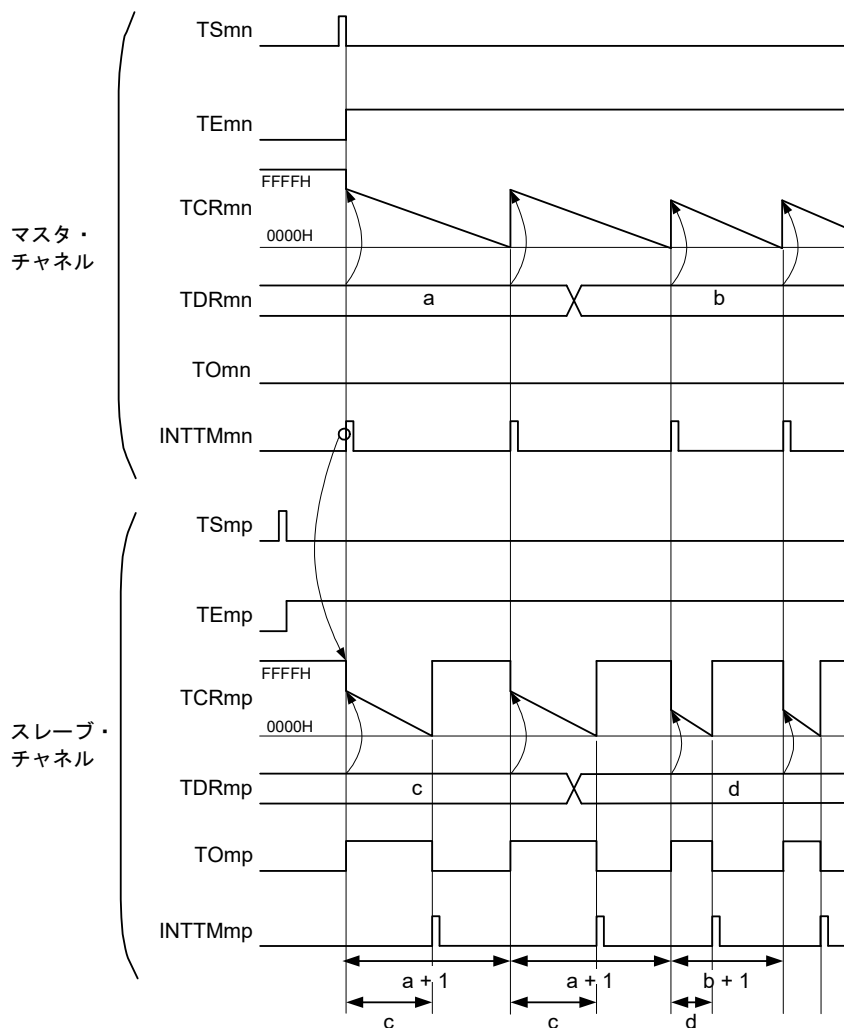 TSmn
TEmn
FFFFH
TCRmn
0000H
マスタ・
チャネル
TDRmn
a
b
TOmn
INTTMmn
TSmp
TEmp
FFFFH
TCRmp
0000H
スレーブ・
チャネル
TDRmp
c
d
TOmp
INTTMmp
a + 1
a + 1
b + 1
c
c
d